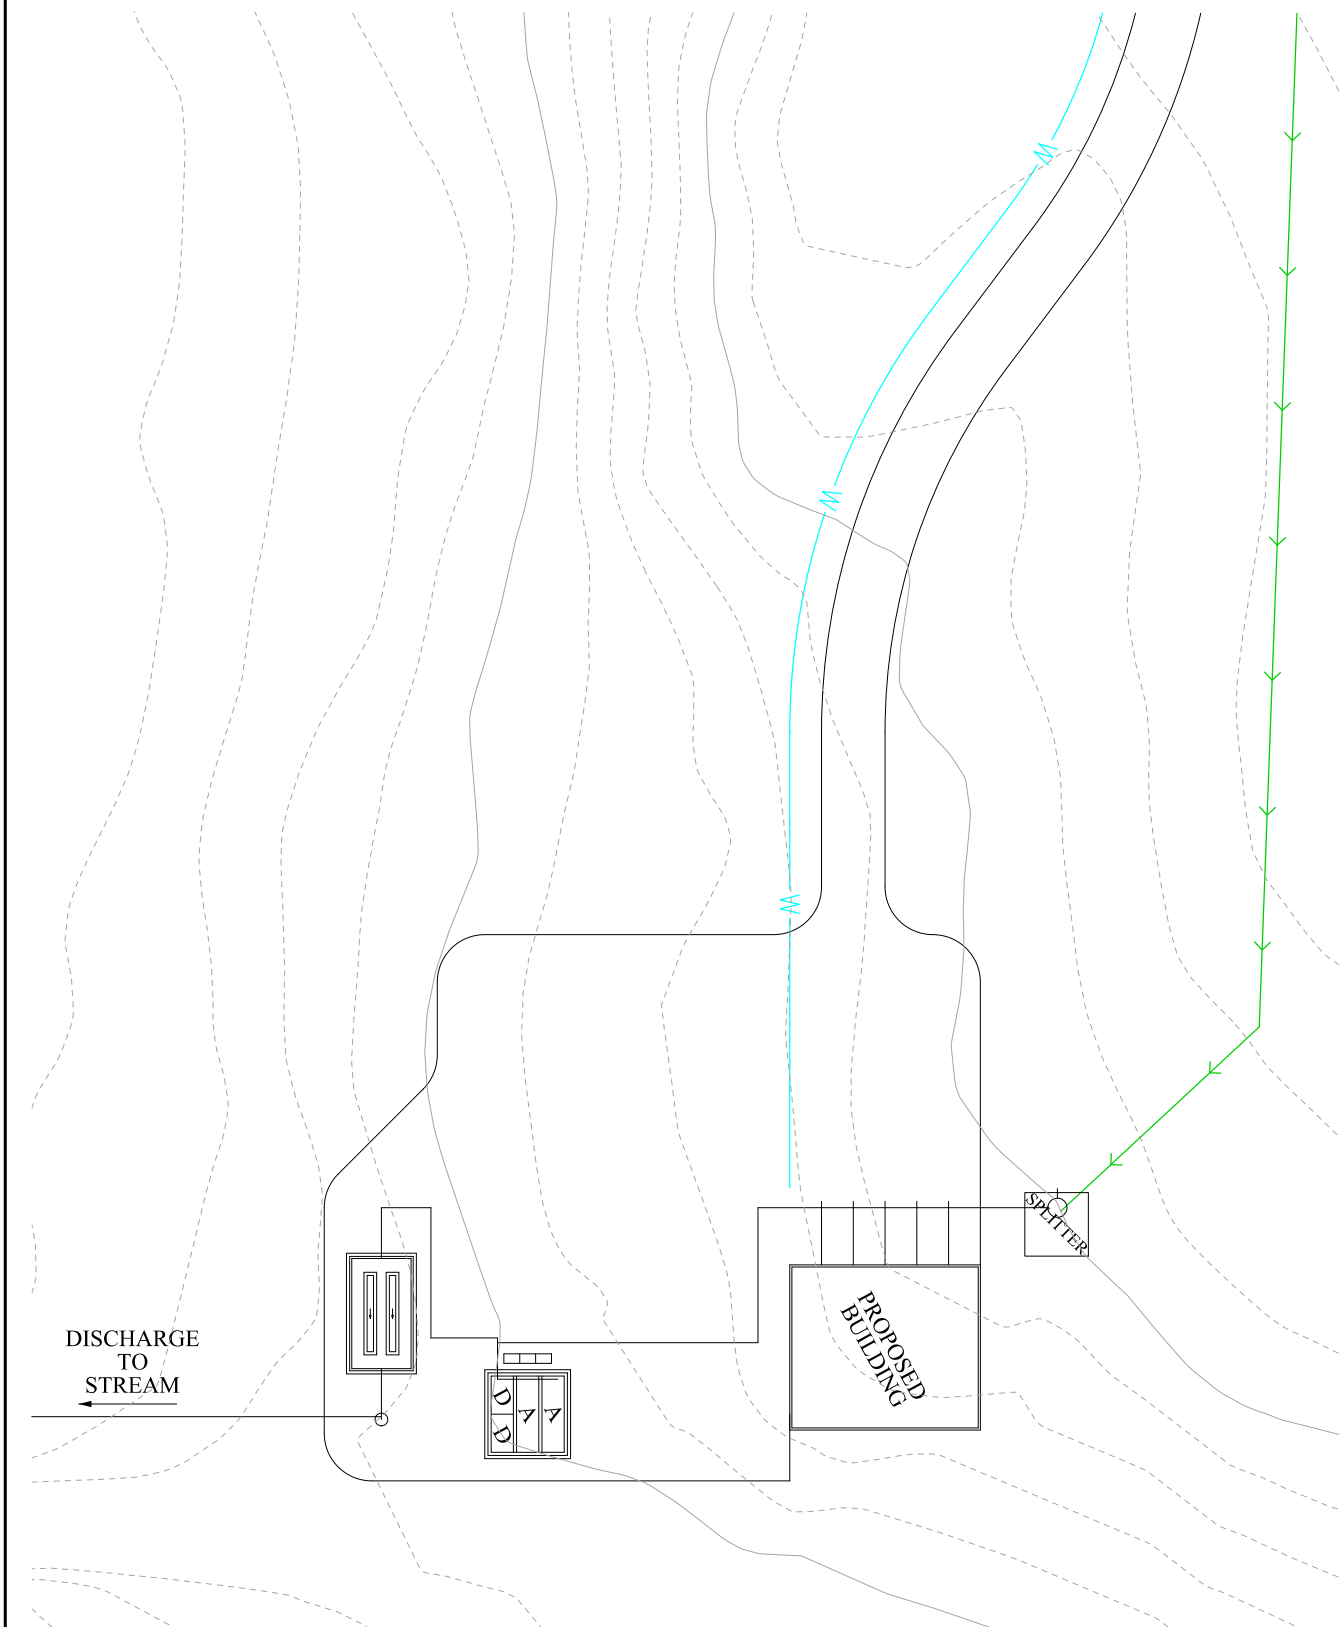 W
W
W
SPLITTER
PROPOSED
BUILDING
DISCHARGE
TO
STREAM
D A A
D